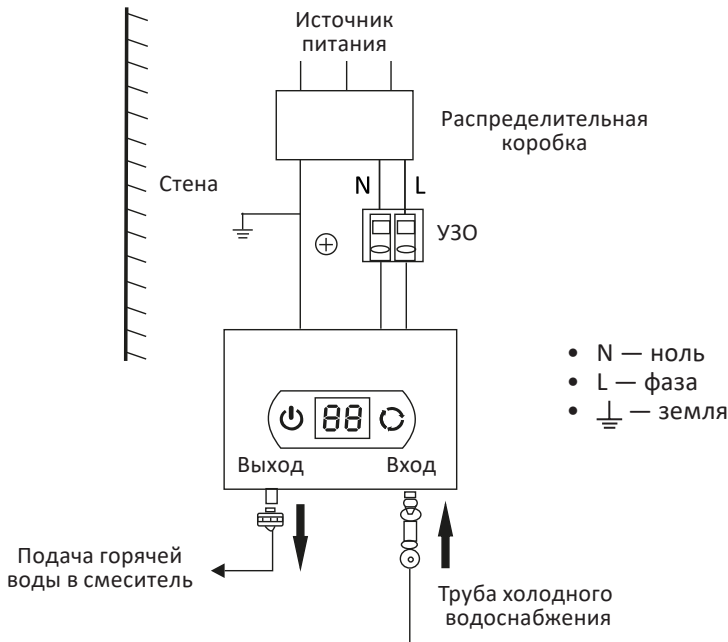 Источник
питания
Распределительная
коробка
Стена
N
L
УЗО
• N — ноль
• L — фаза
• ⏚ — земля
88
Выход
Вход
Подача горячей
воды в смеситель
Труба холодного
водоснабжения